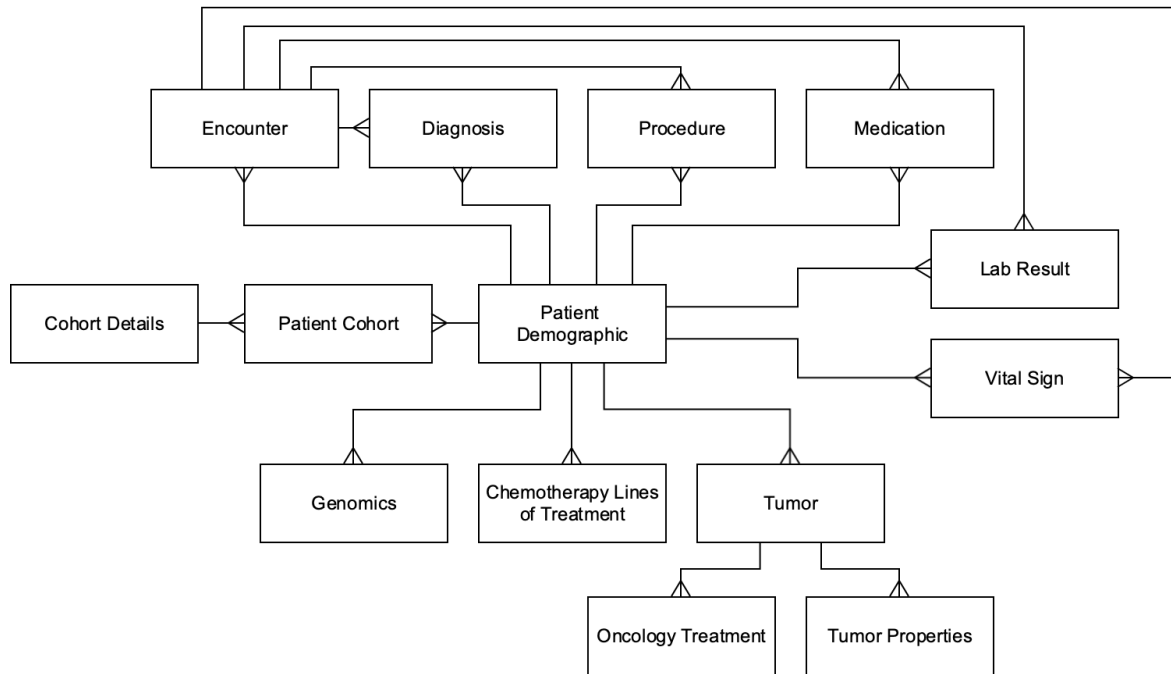 Encounter
Diagnosis
Procedure
Medication
Lab Result
Cohort Details
Patient Cohort
Patient
Demographic
Vital Sign
Genomics
Chemotherapy Lines
of Treatment
Tumor
Oncology Treatment
Tumor Properties